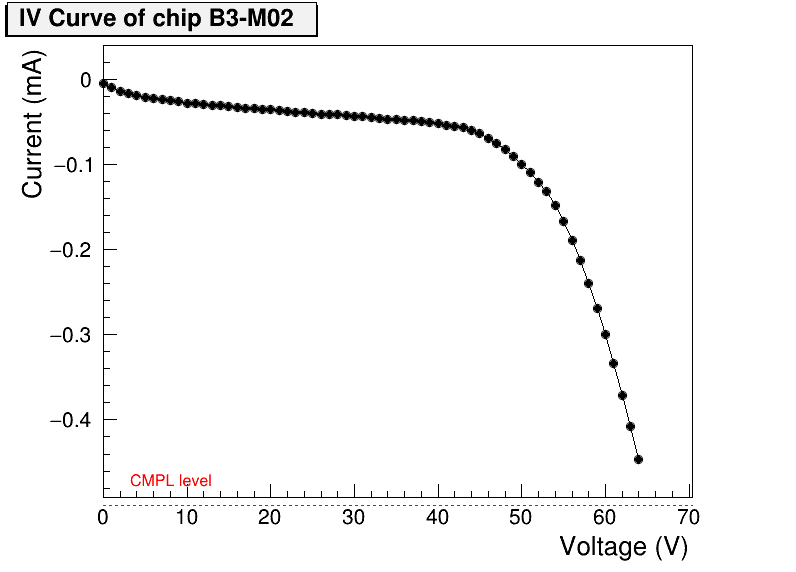 IV Curve of chip B3-M02
Current (mA)
0
−0.1
−0.2
−0.3
−0.4
CMPL level
0 10 20 30 40 50 60 70
Voltage (V)